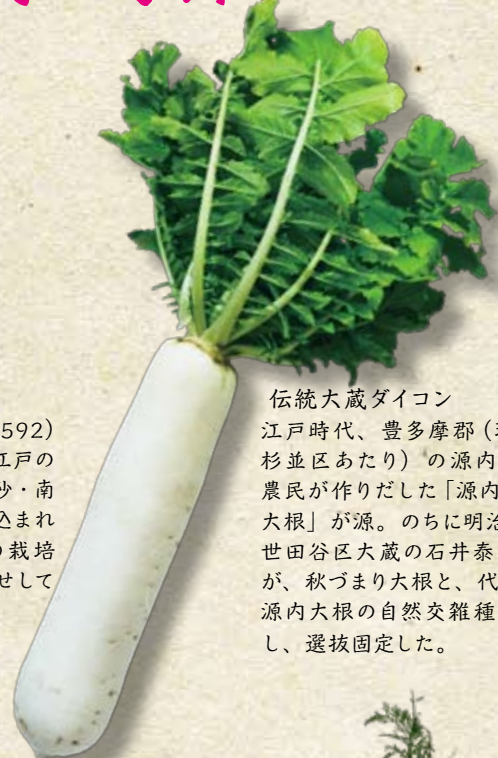 592)
江戸の
砂・南
込まれ
栽培
せして
伝統大蔵ダイコン
江戸時代、豊多摩郡(
杉並区あたり)の源内
農民が作りだした「源内
大根」が源。のちに明治
世田谷区大蔵の石井泰
が、秋づまり大根と、代
源内大根の自然交雑種
し、選抜固定した。